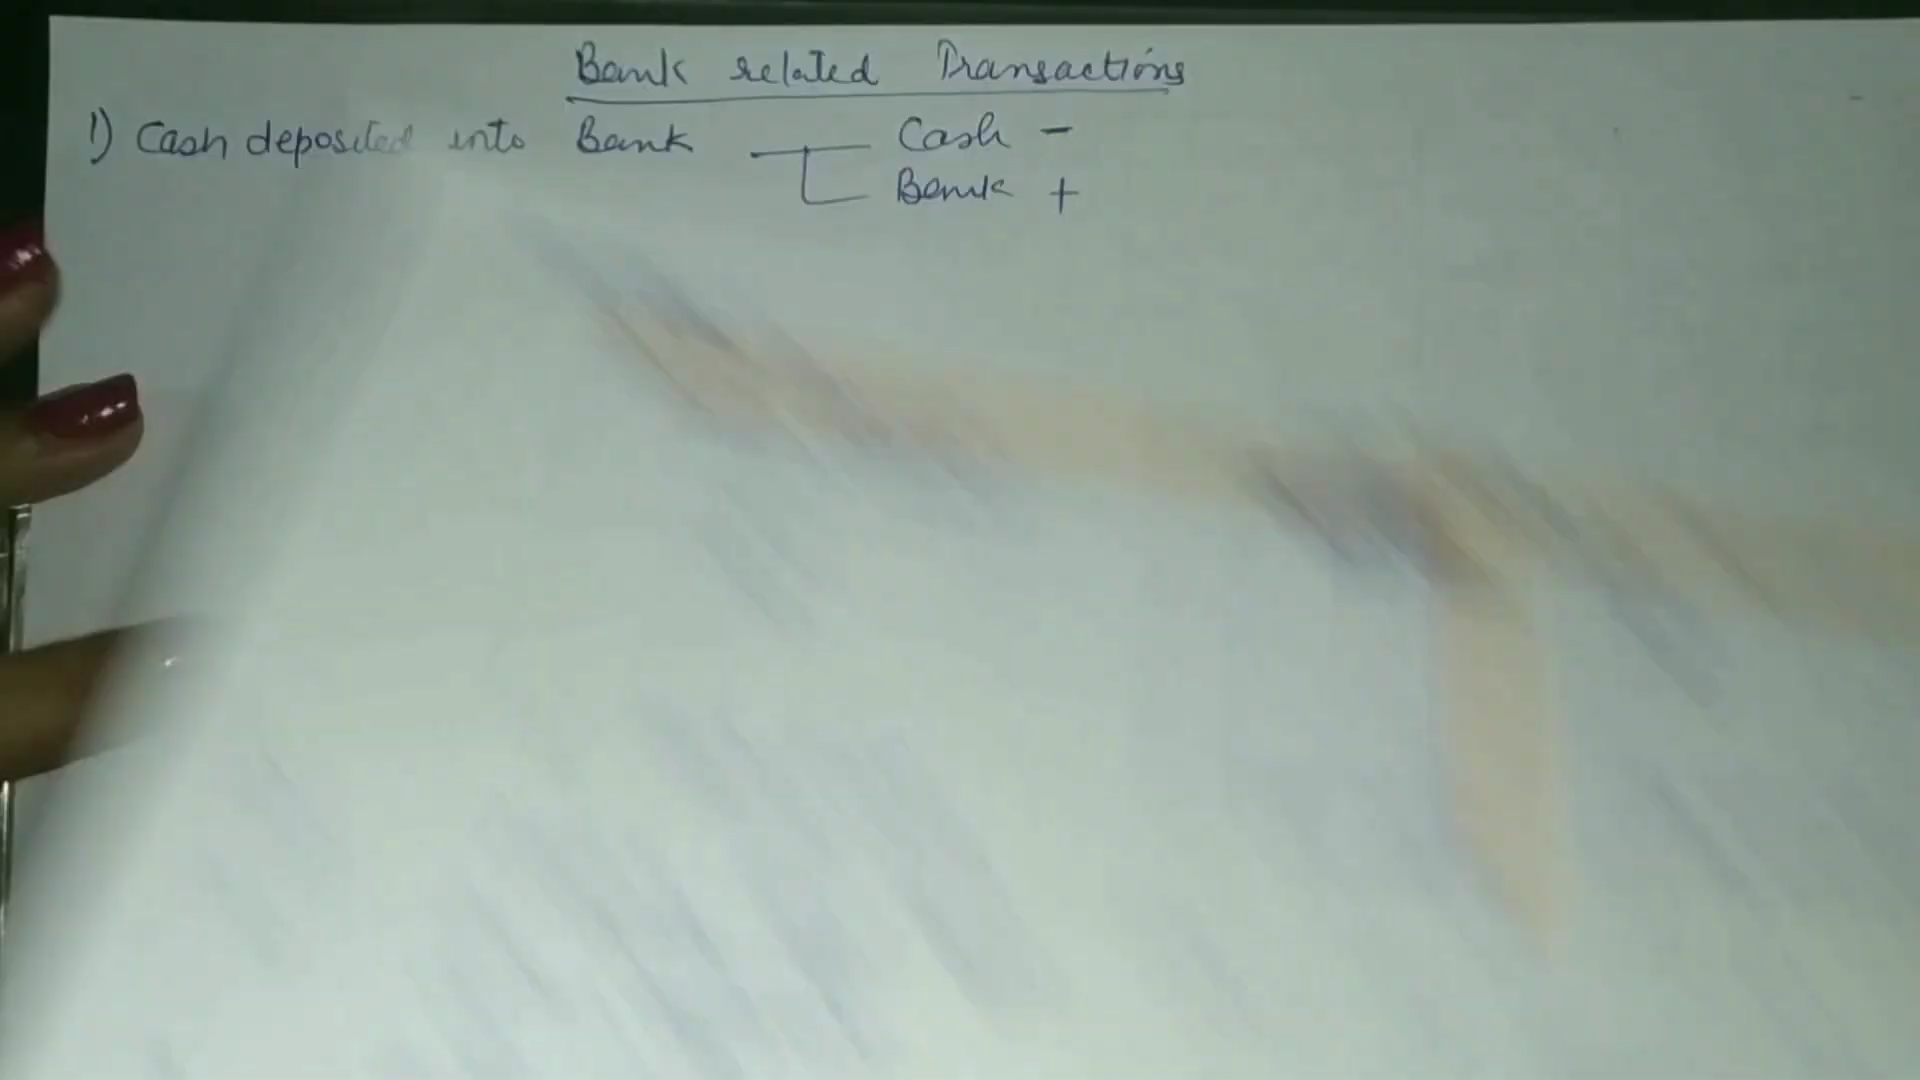 Bank related Transactions
1) Cash deposited into Bank Cash -
Bank +